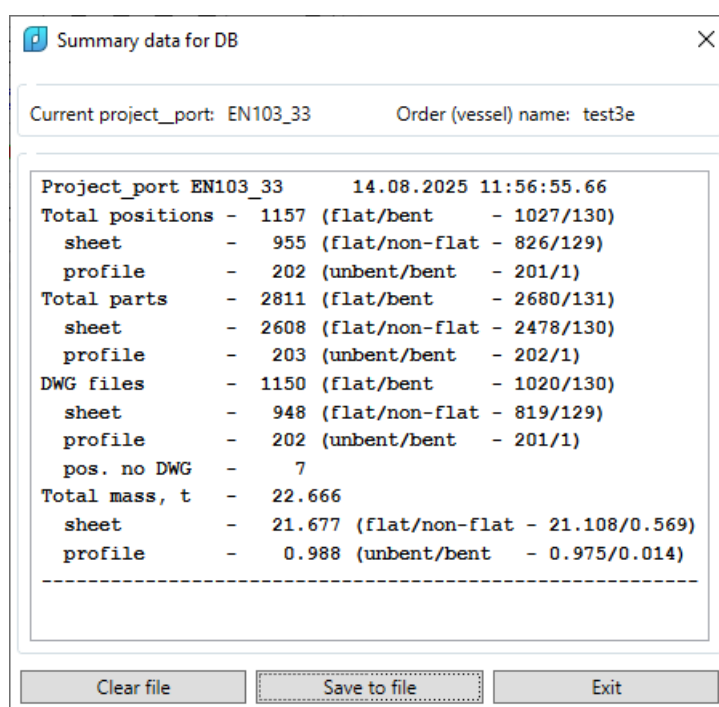 Summary data for DB
Current project__port: EN103_33 Order (vessel) name: test3e
Project_port EN103_33 14.08.2025 11:56:55.66
Total positions - 1157 (flat/bent - 1027/130)
sheet - 955 (flat/non-flat - 826/129)
profile - 202 (unbent/bent - 201/1)
Total parts - 2811 (flat/bent - 2680/131)
sheet - 2608 (flat/non-flat - 2478/130)
profile - 203 (unbent/bent - 202/1)
DWG files - 1150 (flat/bent - 1020/130)
sheet - 948 (flat/non-flat - 819/129)
profile - 202 (unbent/bent - 201/1)
pos. no DWG - 7
Total mass, t - 22.666
sheet - 21.677 (flat/non-flat - 21.108/0.569)
profile - 0.988 (unbent/bent - 0.975/0.014)
-------------------------------------------------------
Clear file Save to file Exit